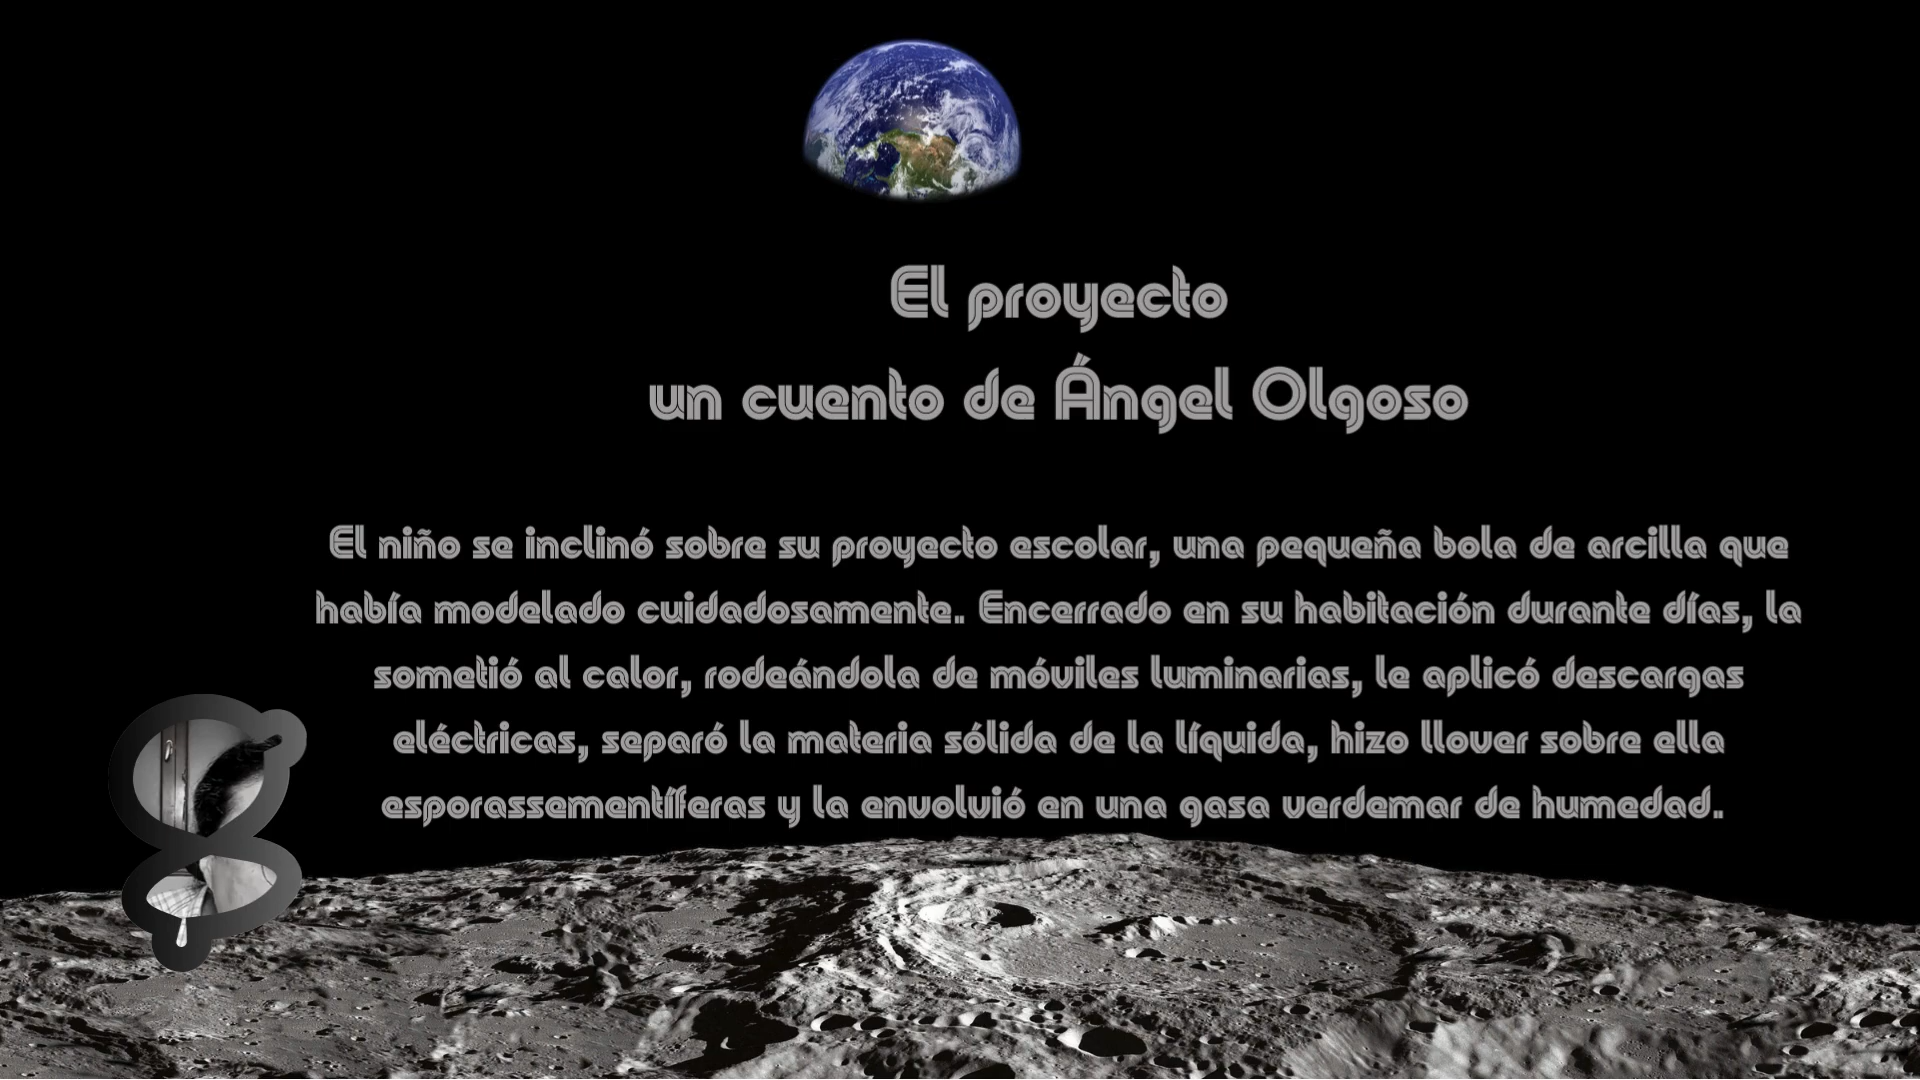 El proyecto
un cuento de Ángel Olgoso
El niño se inclinó sobre su proyecto escolar, una pequeña bola de arcilla que
había modelado cuidadosamente. Encerrado en su habitación durante días, la
sometió al calor, rodeándola de móviles luminarias, le aplicó descargas
eléctricas, separó la materia sólida de la líquida, hizo llover sobre ella
esporassementíferas y la envolvió en una gasa verdemar de humedad.